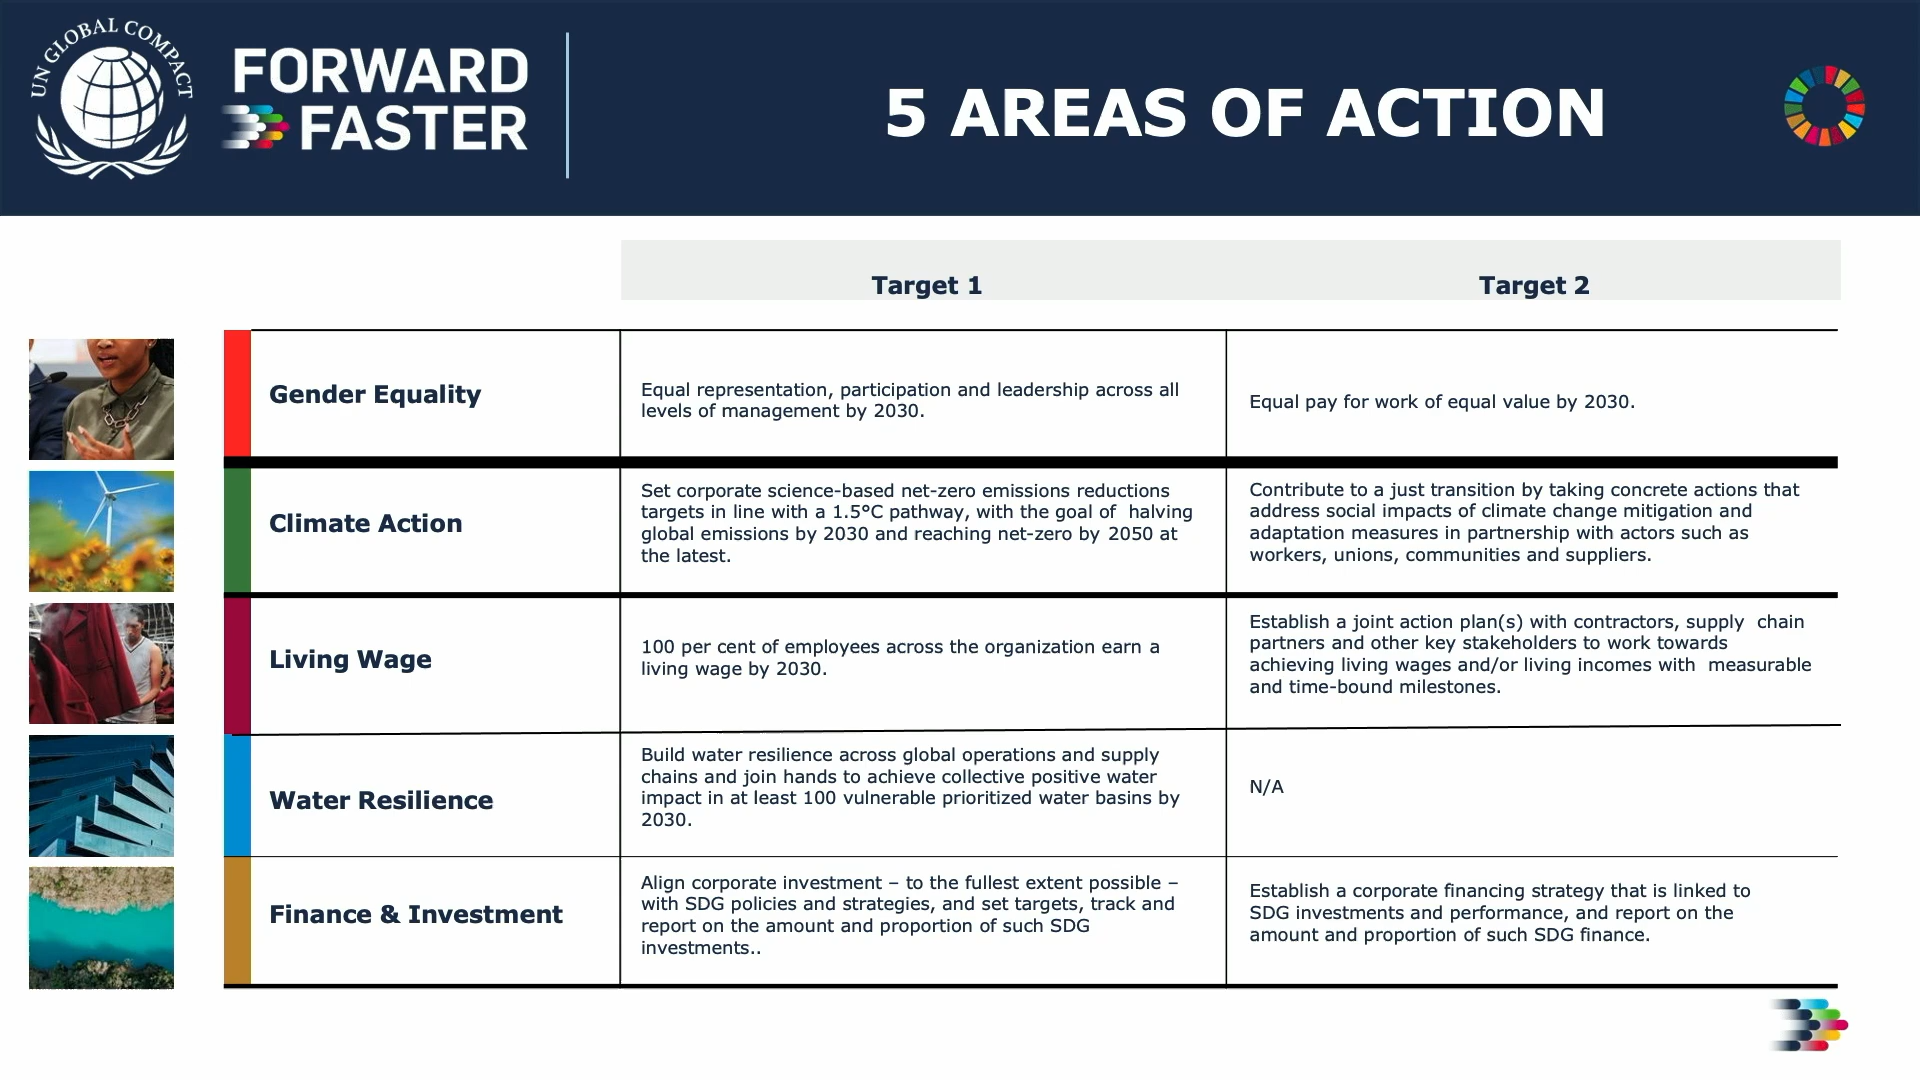 UN GLOBAL COMPACT
FORWARD
FASTER
5 AREAS OF ACTION
Target 1
Target 2
Gender Equality
Equal representation, participation and leadership across all
levels of management by 2030.
Equal pay for work of equal value by 2030.
Climate Action
Set corporate science-based net-zero emissions reductions
targets in line with a 1.5°C pathway, with the goal of  halving
global emissions by 2030 and reaching net-zero by 2050 at
the latest.
Contribute to a just transition by taking concrete actions that
address social impacts of climate change mitigation and
adaptation measures in partnership with actors such as
workers, unions, communities and suppliers.
Living Wage
100 per cent of employees across the organization earn a
living wage by 2030.
Establish a joint action plan(s) with contractors, supply  chain
partners and other key stakeholders to work towards
achieving living wages and/or living incomes with  measurable
and time-bound milestones.
Water Resilience
Build water resilience across global operations and supply
chains and join hands to achieve collective positive water
impact in at least 100 vulnerable prioritized water basins by
2030.
N/A
Finance & Investment
Align corporate investment – to the fullest extent possible –
with SDG policies and strategies, and set targets, track and
report on the amount and proportion of such SDG
investments..
Establish a corporate financing strategy that is linked to
SDG investments and performance, and report on the
amount and proportion of such SDG finance.